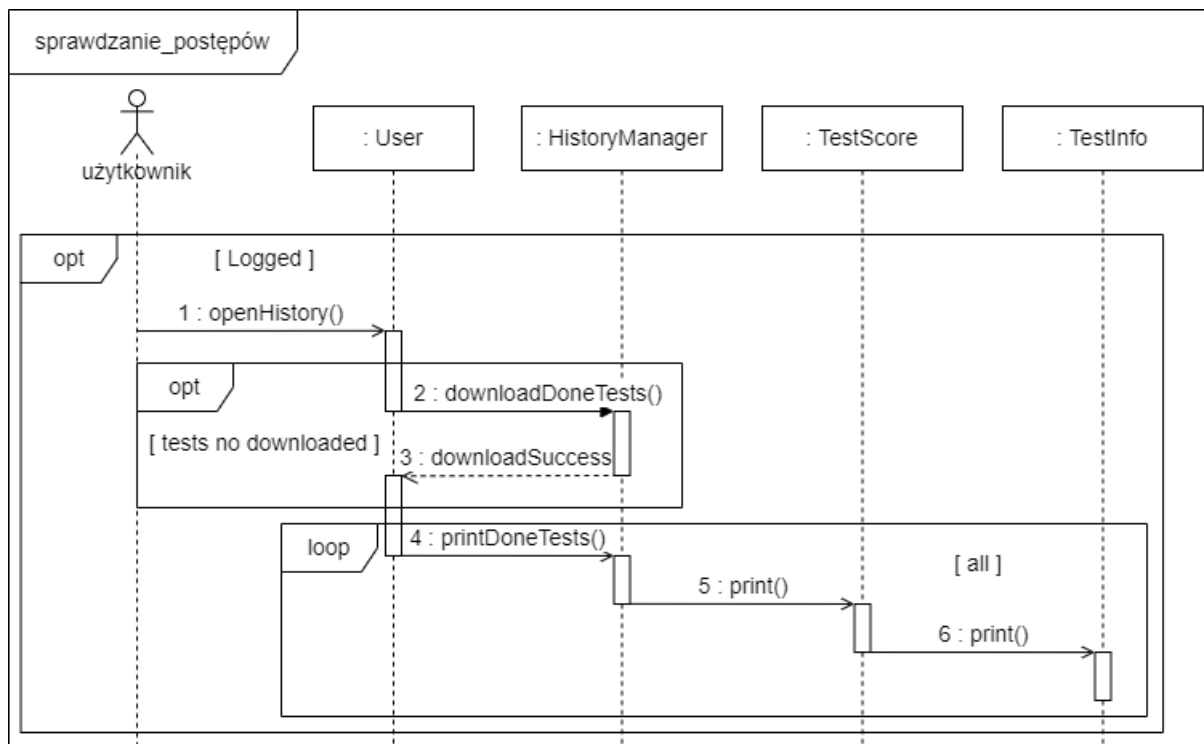 sprawdzanie_postępów
użytkownik
: User
: HistoryManager
: TestScore
: TestInfo
opt
[ Logged ]
1 : openHistory()
opt
2 : downloadDoneTests()
[ tests no downloaded ]
3 : downloadSuccess
loop
4 : printDoneTests()
[ all ]
5 : print()
6 : print()